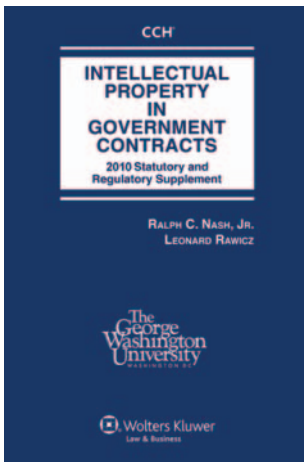 CCH®
INTELLECTUAL
PROPERTY
IN
GOVERNMENT
CONTRACTS
2010 Statutory and
Regulatory Supplement
RALPH C. NASH, JR.
LEONARD RAWICZ
The
George
Washington
University
WASHINGTON DC
Wolters Kluwer
Law & Business